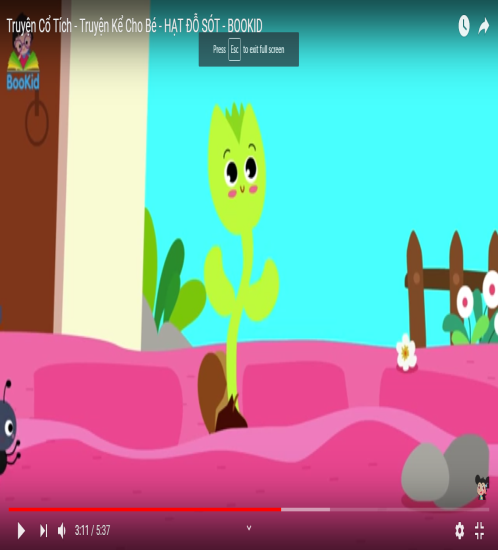 Truyện Cổ Tích - Truyện Kể Cho Bé - HẠT ĐỖ SÓT - BOOKID
Press Esc to exit full screen
BooKid
3:11 / 5:37